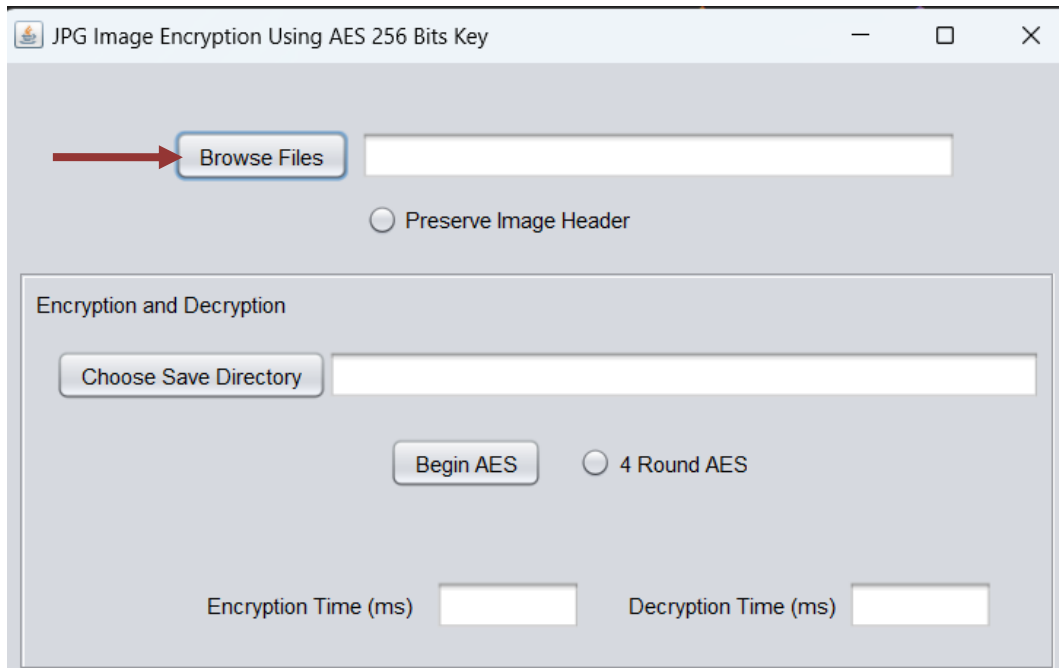 JPG Image Encryption Using AES 256 Bits Key
Browse Files
Preserve Image Header
Encryption and Decryption
Choose Save Directory
Begin AES 4 Round AES
Encryption Time (ms) Decryption Time (ms)